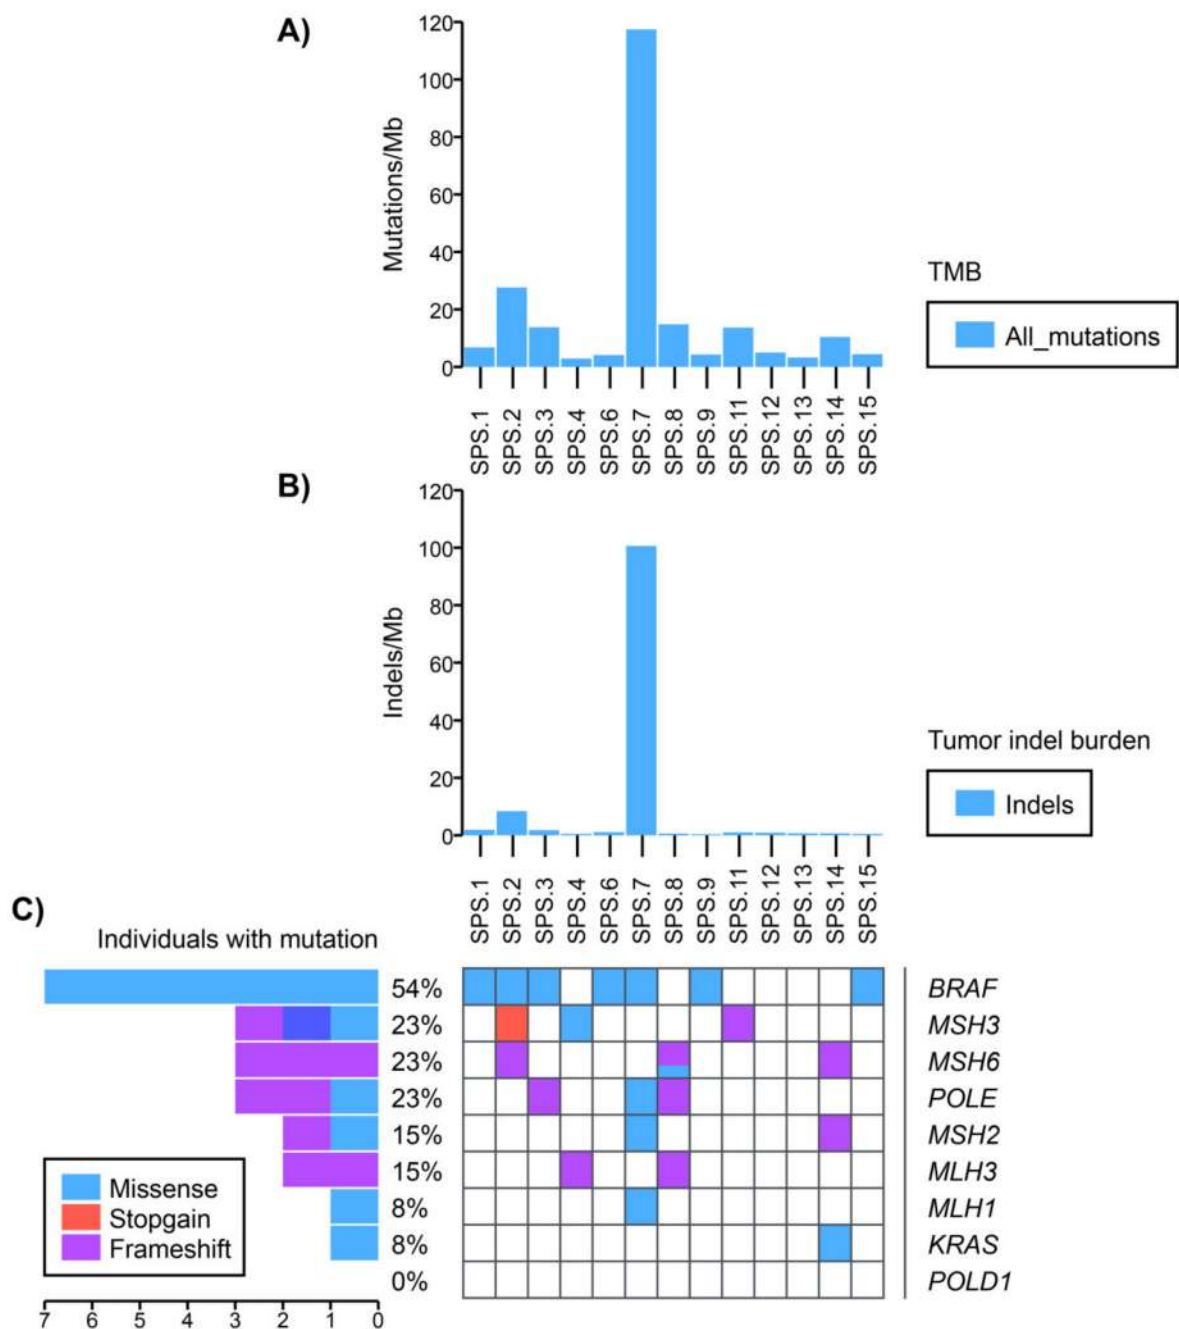 A)
120
100
80
60
40
20
0
Mutations/Mb
SPS.1
SPS.2
SPS.3
SPS.4
SPS.6
SPS.7
SPS.8
SPS.9
SPS.11
SPS.12
SPS.13
SPS.14
SPS.15
TMB
All_mutations
B)
120
100
80
60
40
20
0
Indels/Mb
SPS.1
SPS.2
SPS.3
SPS.4
SPS.6
SPS.7
SPS.8
SPS.9
SPS.11
SPS.12
SPS.13
SPS.14
SPS.15
Tumor indel burden
Indels
C)
Individuals with mutation
54% BRAF
23% MSH3
23% MSH6
23% POLE
15% MSH2
15% MLH3
8% MLH1
8% KRAS
0% POLD1
Missense
Stopgain
Frameshift
7 6 5 4 3 2 1 0